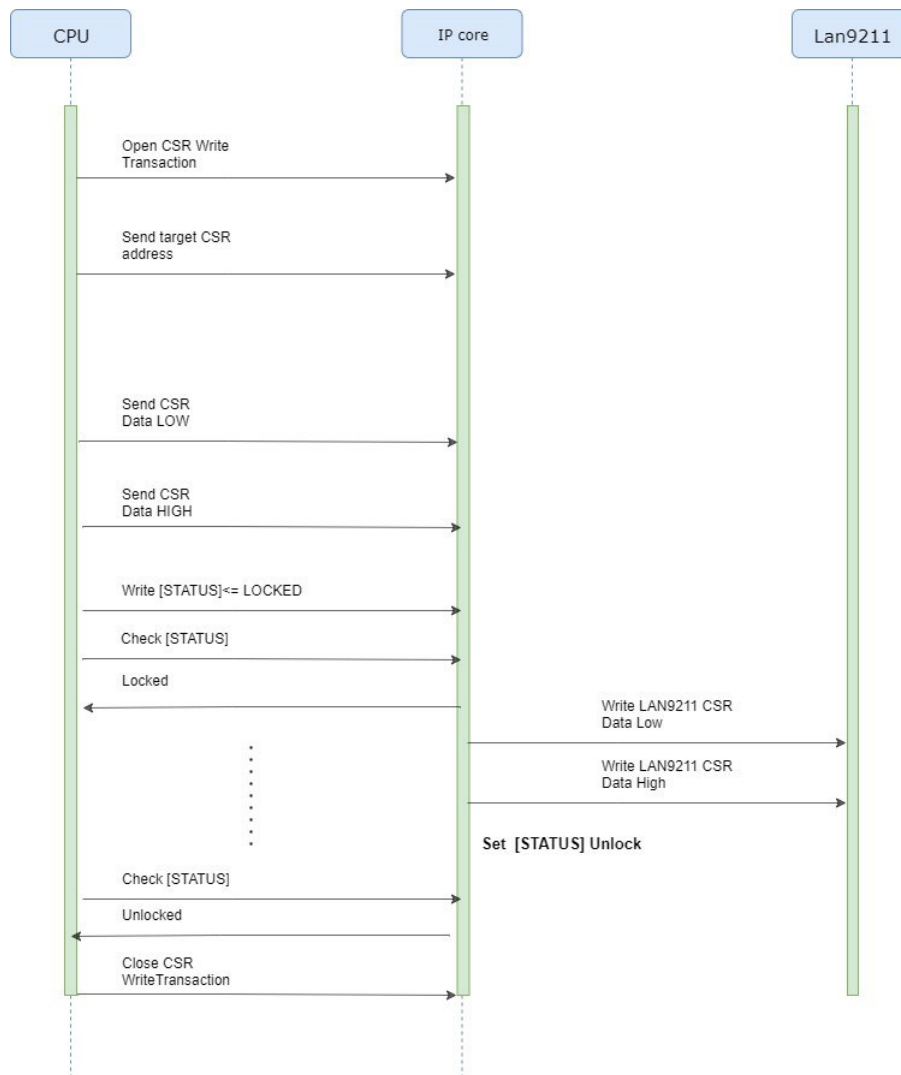 CPU
IP core
Lan9211
Open CSR Write
Transaction
Send target CSR
address
Send CSR
Data LOW
Send CSR
Data HIGH
Write [STATUS]<= LOCKED
Check [STATUS]
Locked
Write LAN9211 CSR
Data Low
Write LAN9211 CSR
Data High
Set [STATUS] Unlock
Check [STATUS]
Unlocked
Close CSR
WriteTransaction